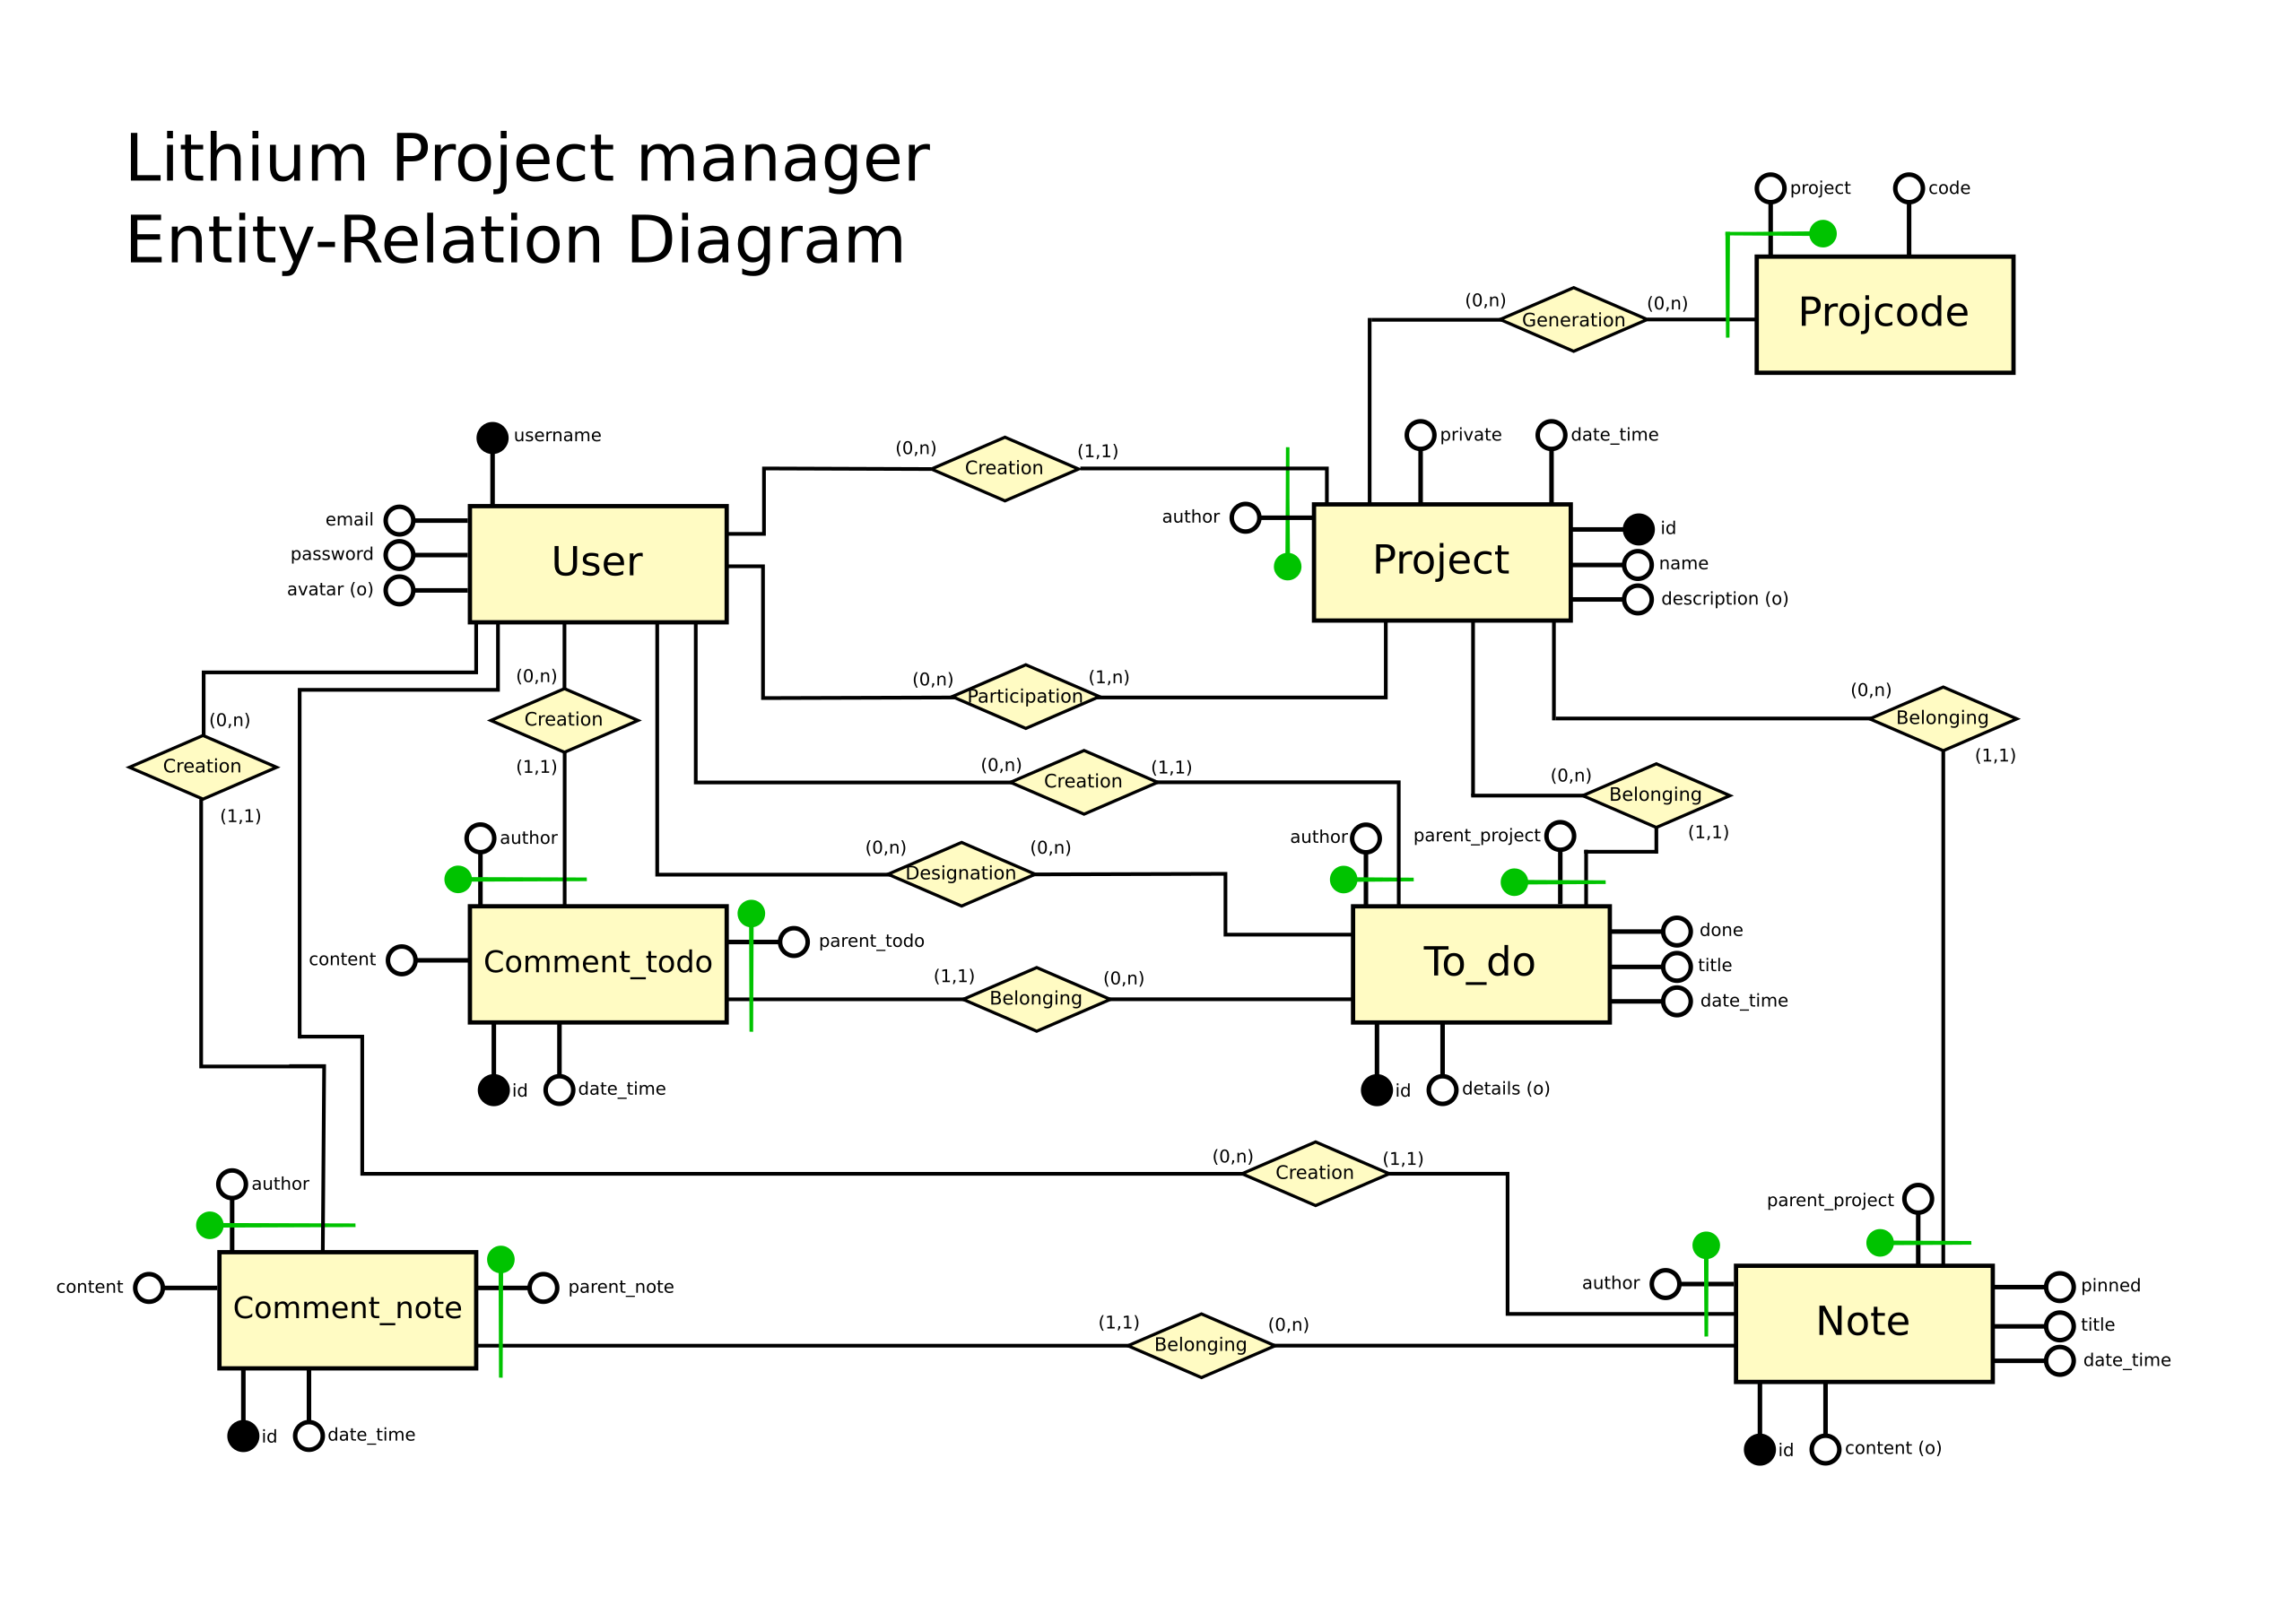 Lithium Project manager
Entity-Relation Diagram
project
code
Projcode
(0,n)
Generation
(0,n)
username
email
password
avatar (o)
User
(0,n)
Creation
(1,1)
private
date_time
author
Project
id
name
description (o)
(0,n)
Participation
(1,n)
(0,n)
Belonging
(1,1)
(0,n)
Creation
(1,1)
(0,n)
Creation
(1,1)
(0,n)
Creation
(1,1)
(0,n)
Belonging
(1,1)
(0,n)
Designation
(0,n)
author
content
Comment_todo
parent_todo
id
date_time
(1,1)
Belonging
(0,n)
author
parent_project
To_do
done
title
date_time
id
details (o)
(0,n)
Creation
(1,1)
author
content
Comment_note
parent_note
id
date_time
(1,1)
Belonging
(0,n)
parent_project
author
Note
pinned
title
date_time
id
content (o)